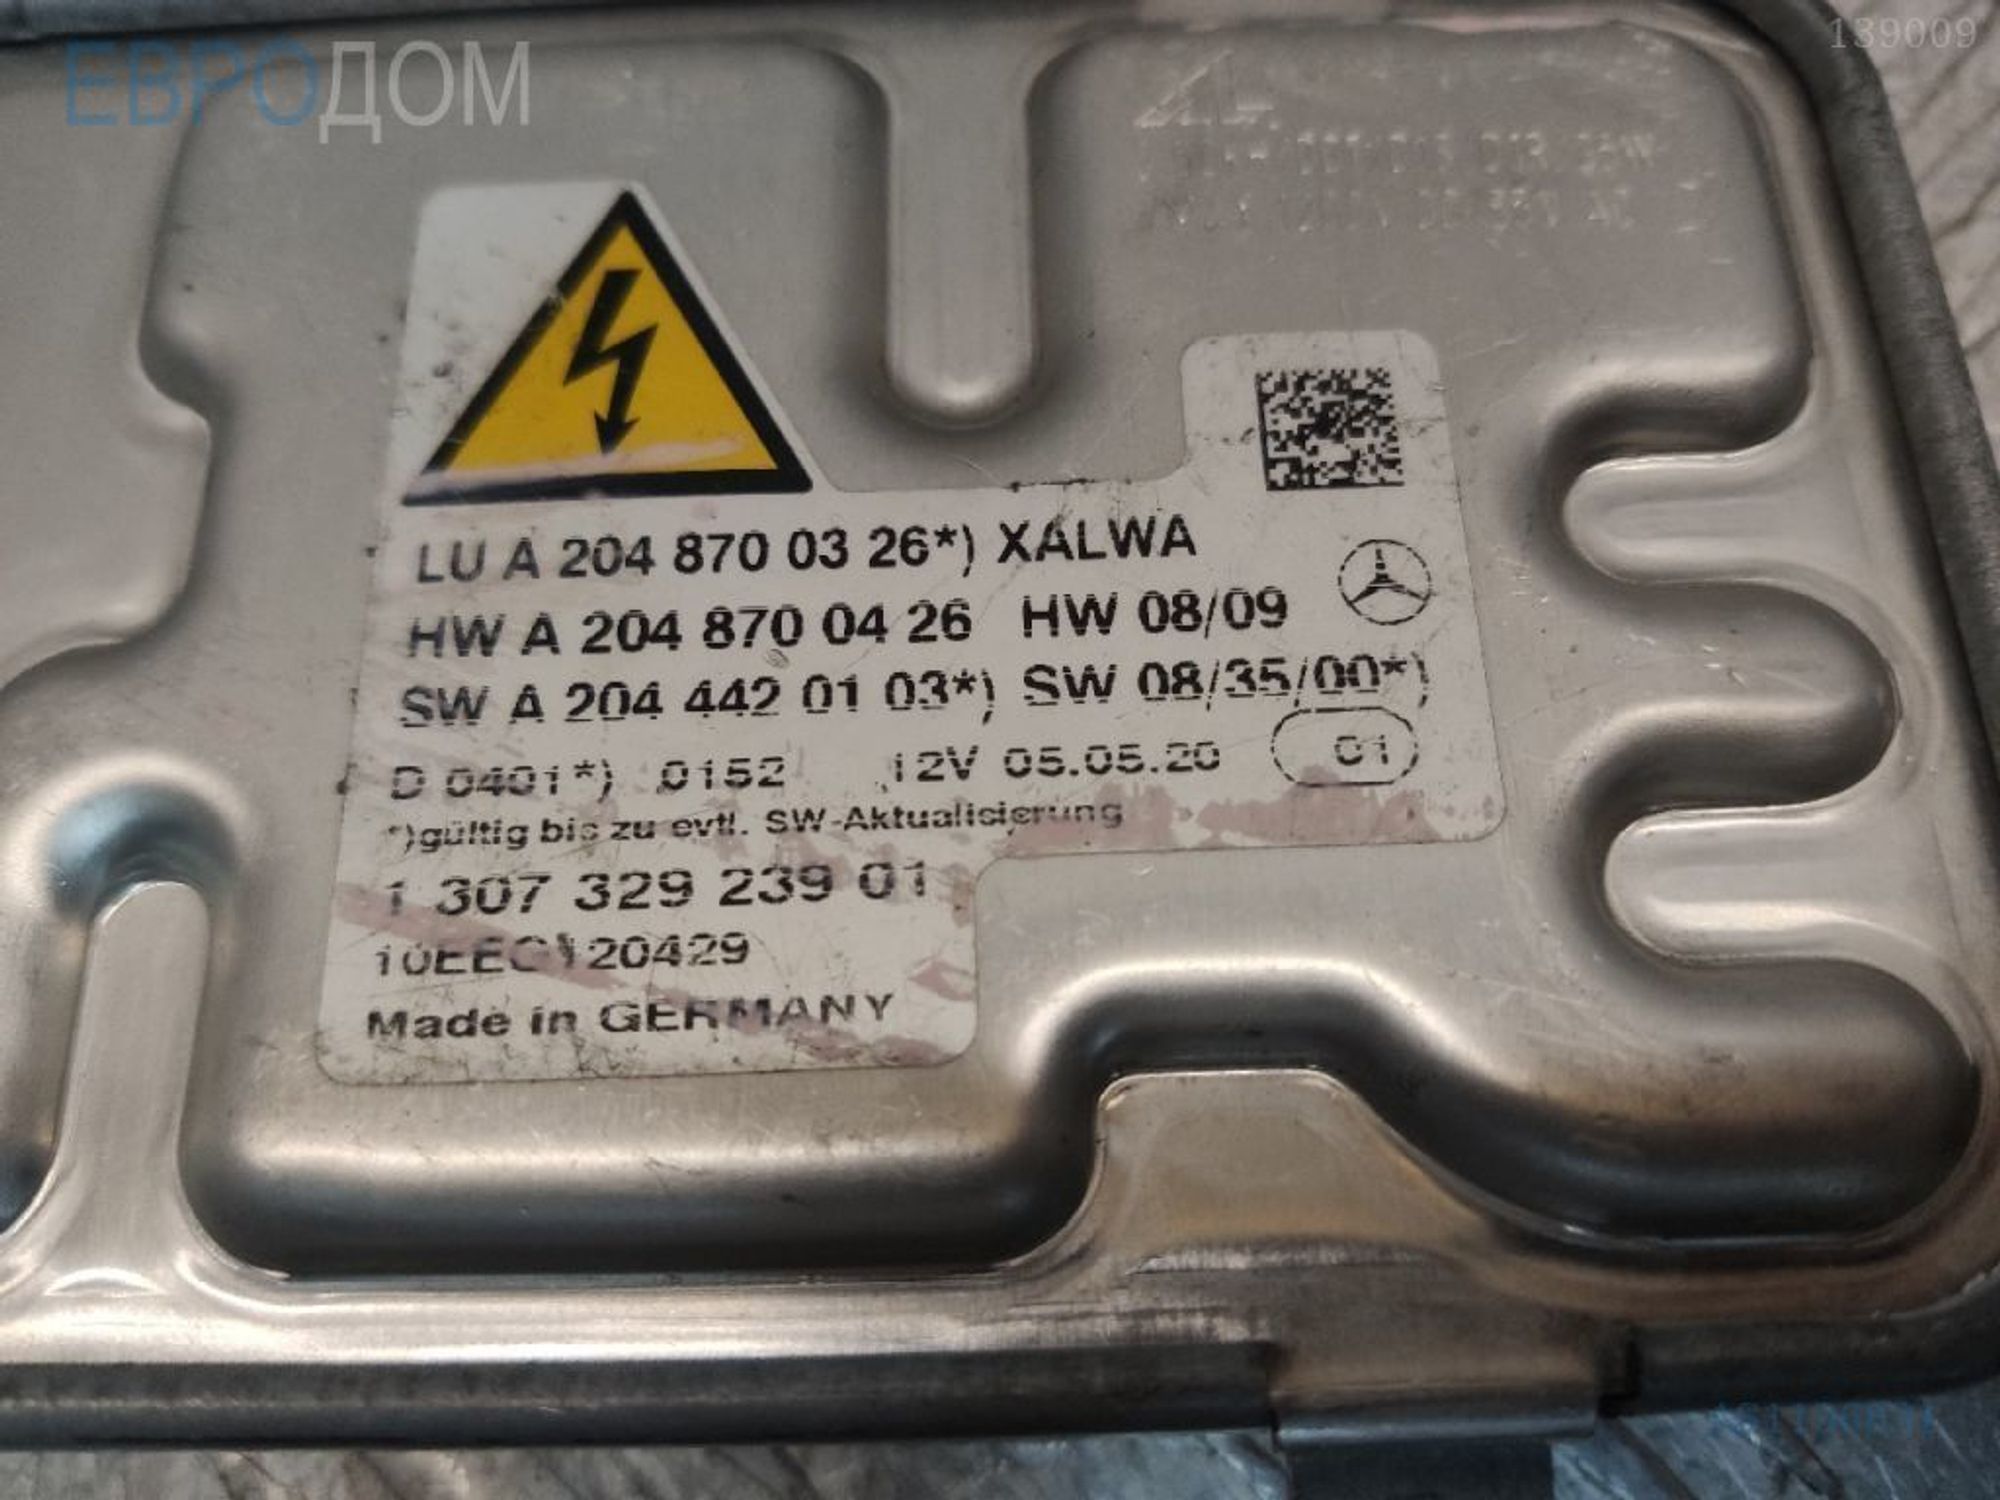 ЕВРОДОМ
139009
LU A 204 870 03 26*) XALWA
HW A 204 870 04 26 HW 08/09
SW A 204 442 01 03*) SW 08/35/00*)
D 0401*) 0152 12V 05.05.20 01
*)gültig bis zu evtl. SW-Aktualisierung
1 307 329 239 01
120429
Made in GERMANY